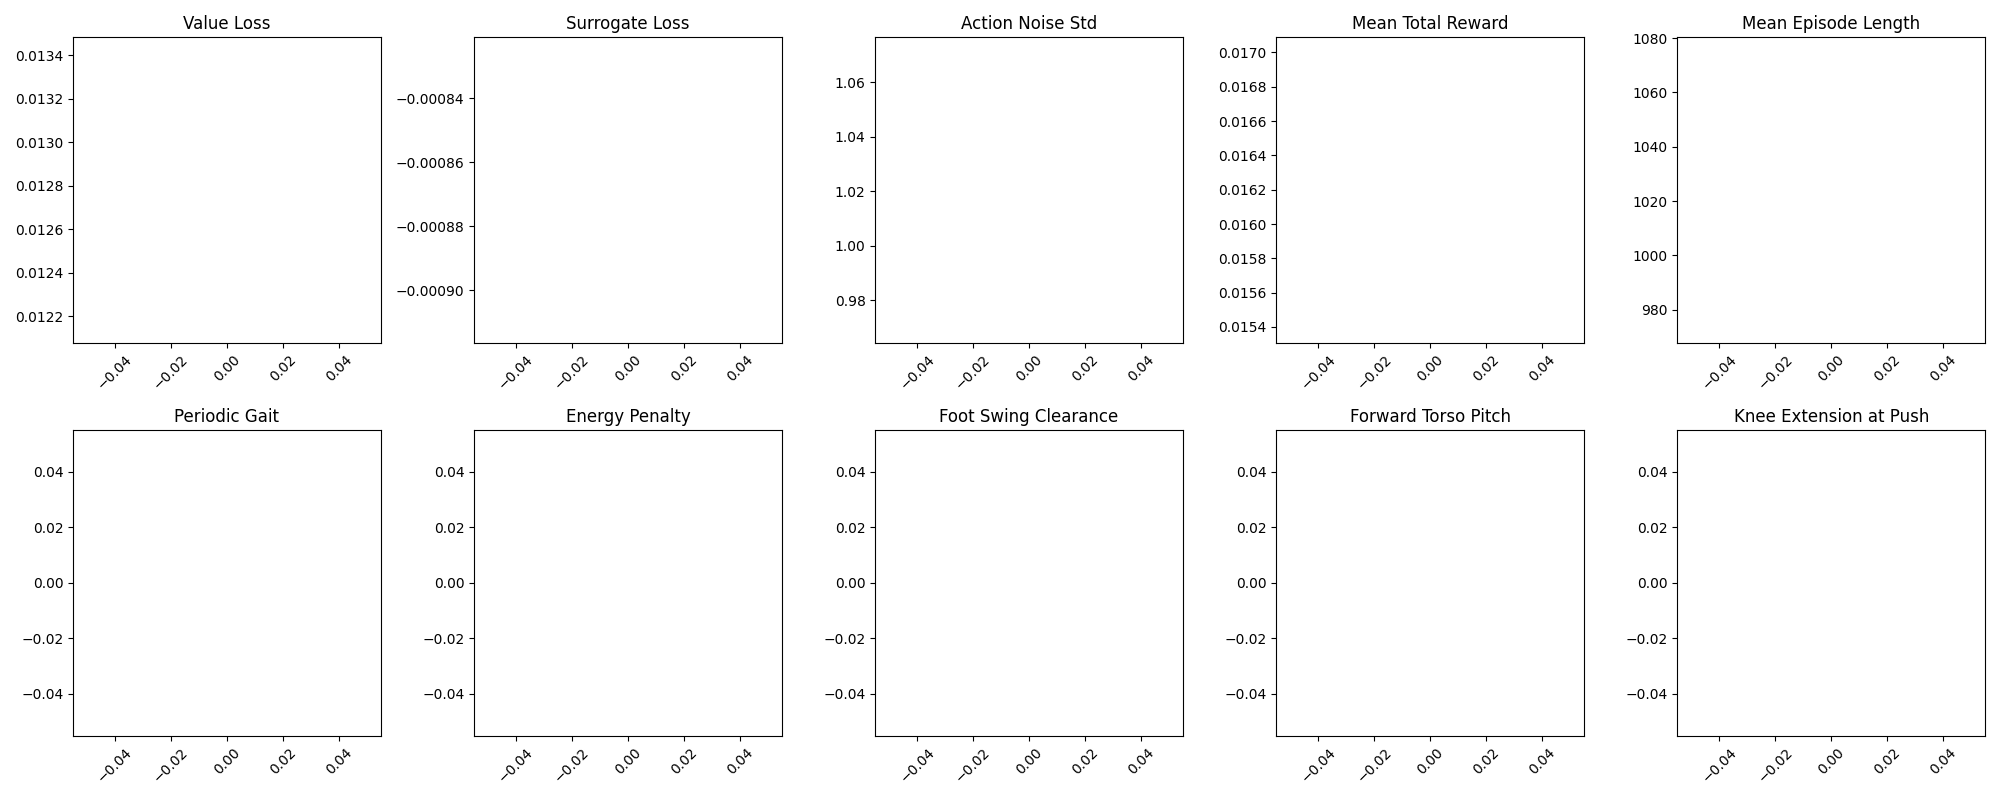 Value Loss
0.0134
0.0132
0.0130
0.0128
0.0126
0.0124
0.0122
−0.04 −0.02 0.00 0.02 0.04
Surrogate Loss
−0.00084
−0.00086
−0.00088
−0.00090
−0.04 −0.02 0.00 0.02 0.04
Action Noise Std
1.06
1.04
1.02
1.00
0.98
−0.04 −0.02 0.00 0.02 0.04
Mean Total Reward
0.0170
0.0168
0.0166
0.0164
0.0162
0.0160
0.0158
0.0156
0.0154
−0.04 −0.02 0.00 0.02 0.04
Mean Episode Length
1080
1060
1040
1020
1000
980
−0.04 −0.02 0.00 0.02 0.04
Periodic Gait
0.04
0.02
0.00
−0.02
−0.04
−0.04 −0.02 0.00 0.02 0.04
Energy Penalty
0.04
0.02
0.00
−0.02
−0.04
−0.04 −0.02 0.00 0.02 0.04
Foot Swing Clearance
0.04
0.02
0.00
−0.02
−0.04
−0.04 −0.02 0.00 0.02 0.04
Forward Torso Pitch
0.04
0.02
0.00
−0.02
−0.04
−0.04 −0.02 0.00 0.02 0.04
Knee Extension at Push
0.04
0.02
0.00
−0.02
−0.04
−0.04 −0.02 0.00 0.02 0.04